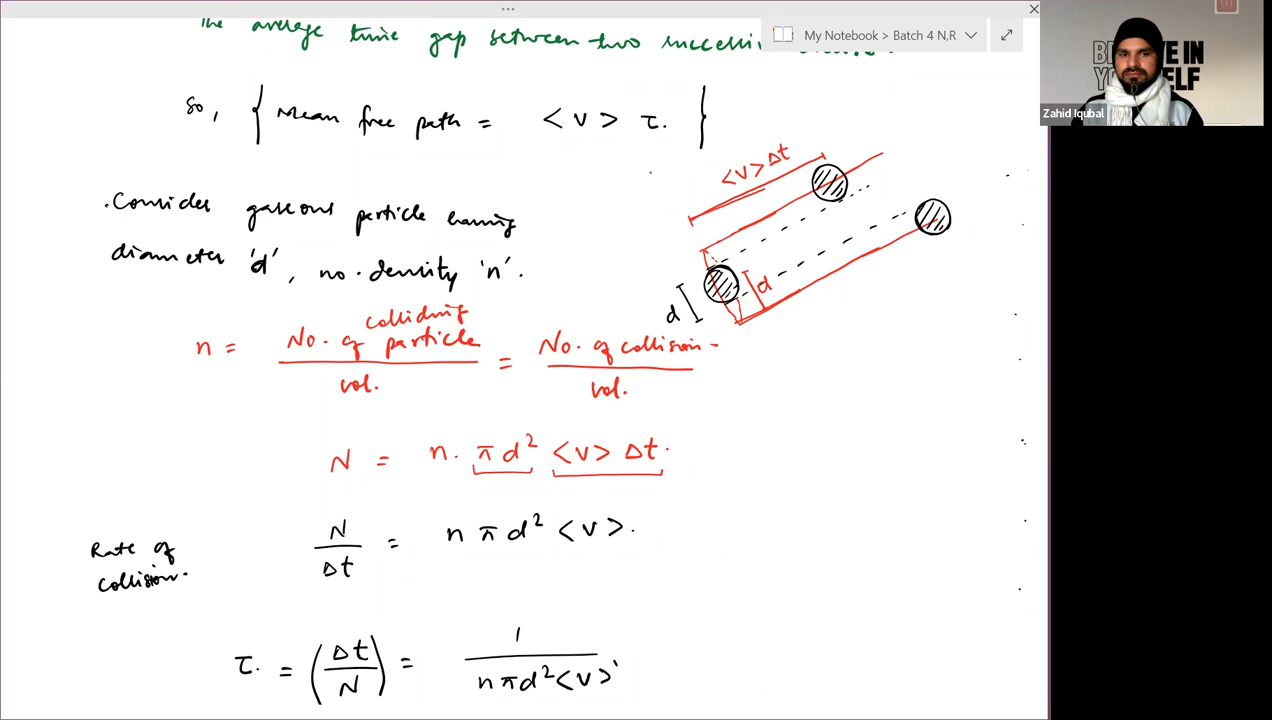 The average time gap between two
My Notebook > Batch 4 N,R
Zahid Iqubal
So, { Mean free path = <v> τ. }
<v> Δt
. Consider gaseous particle having
diameter 'd', no. density 'n'.
d
d
n = No. of colliding particle / vol. = No. of collision / vol.
N = n. πd² <v> Δt.
Rate of collision.
N / Δt = n π d² <v>.
τ. = (Δt / N) = 1 / nπd²<v>